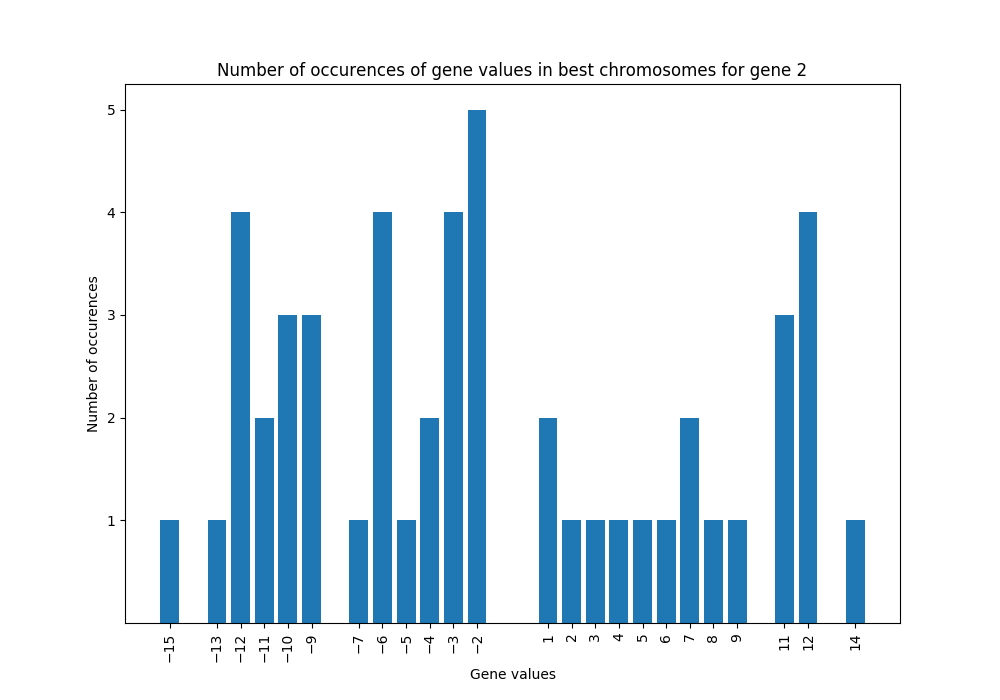 Number of occurences of gene values in best chromosomes for gene 2
Number of occurences
5
4
3
2
1
−15 −13 −12 −11 −10 −9 −7 −6 −5 −4 −3 −2 1 2 3 4 5 6 7 8 9 11 12 14
Gene values